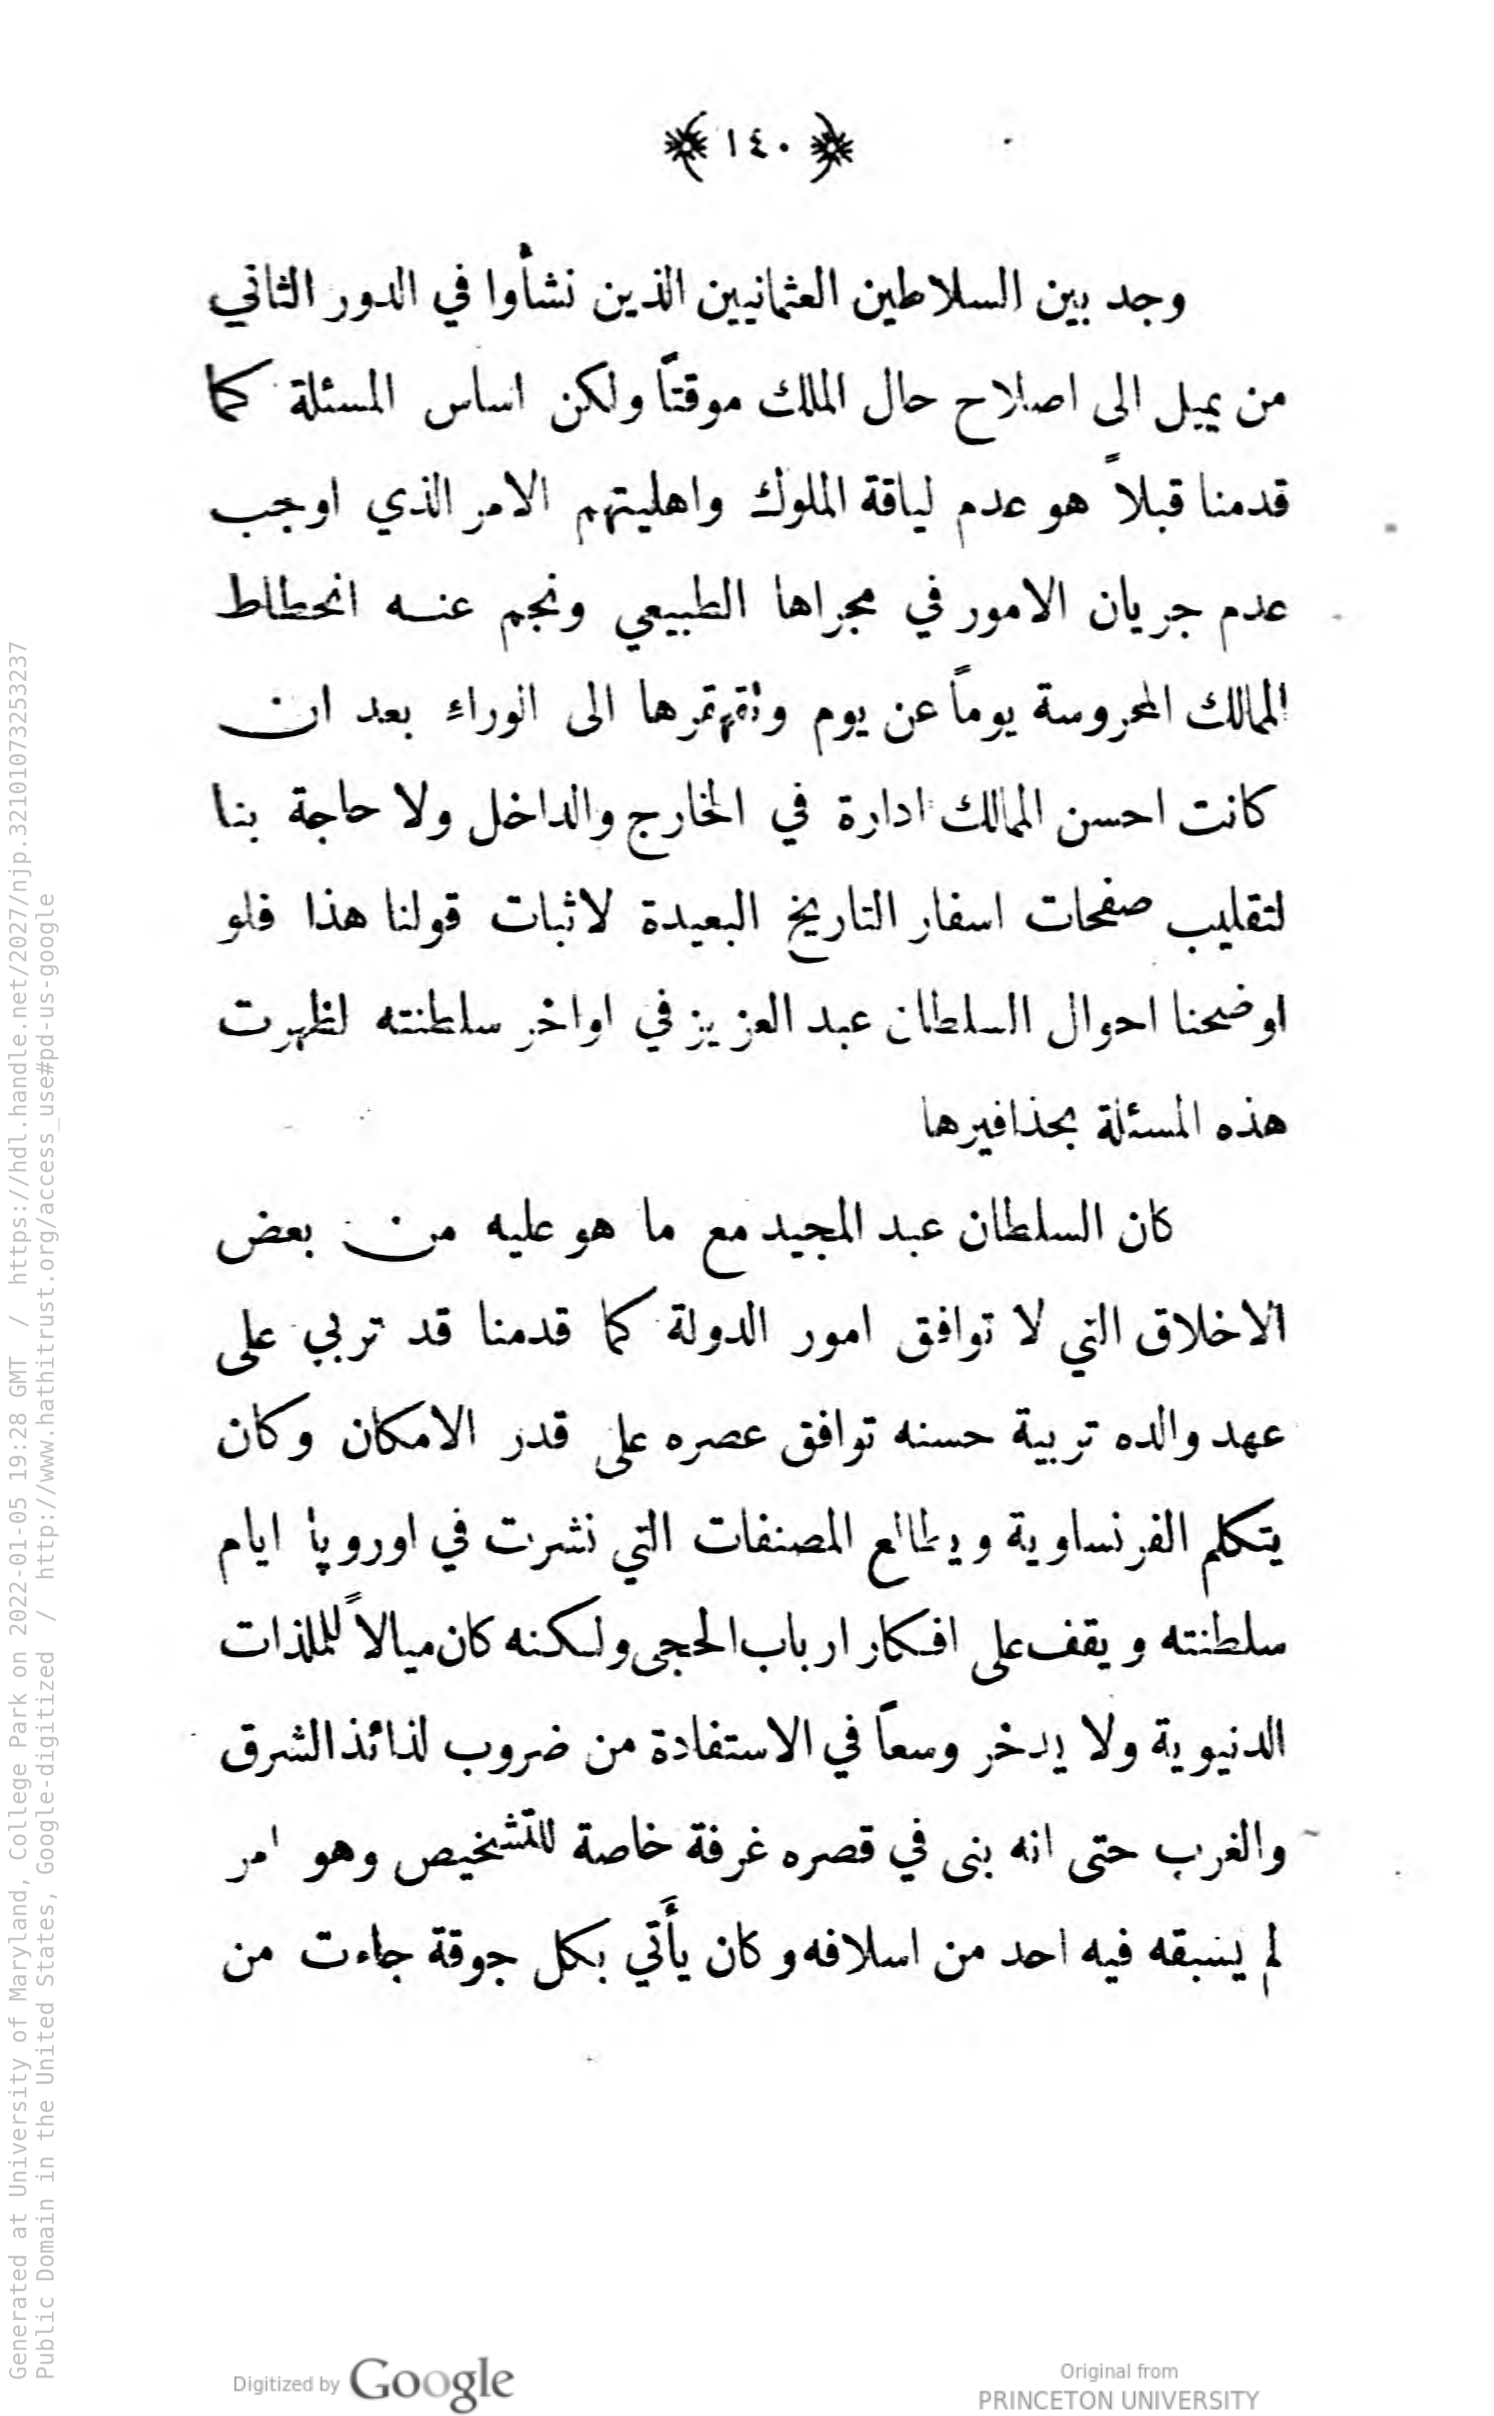 ﴿ ١٤٠ ﴾
وجد بين السلاطين العثمانيين الذين نشأوا في الدور الثاني
من يميل الى اصلاح حال الملك موقتاً ولكن اساس المسئلة كما
قدمنا قبلاً هو عدم لياقة الملوك واهليتهم الامر الذي اوجب
عدم جريان الامور في مجراها الطبيعي ونجم عنه انحطاط
الممالك المحروسة يوماً عن يوم وتقهقرها الى الوراء بعد ان
كانت احسن الممالك ادارة في الخارج والداخل ولا حاجة بنا
لتقليب صفحات اسفار التاريخ البعيدة لاثبات قولنا هذا فلو
اوضحنا احوال السلطان عبد العزيز في اواخر سلطنته لظهرت
هذه المسئلة بحذافيرها
كان السلطان عبد المجيد مع ما هو عليه من بعض
الاخلاق التي لا توافق امور الدولة كما قدمنا قد تربي على
عهد والده تربية حسنه توافق عصره على قدر الامكان وكان
يتكلم الفرنساوية ويطالع المصنفات التي نشرت في اوروپا ايام
سلطنته ويقف على افكار ارباب الحجى ولكنه كان ميالاً للملذات
الدنيوية ولا يدخر وسعاً في الاستفادة من ضروب لذائذ الشرق
والغرب حتى انه بنى في قصره غرفة خاصة للتشخيص وهو امر
لم يسبقه فيه احد من اسلافه وكان يأتي بكل جوقة جاءت من
Generated at University of Maryland, College Park on 2022-01-05 19:28 GMT / https://hdl.handle.net/2027/njp.32101073253237
Public Domain in the United States, Google-digitized / http://www.hathitrust.org/access_use#pd-us-google
Digitized by Google
Original from
PRINCETON UNIVERSITY